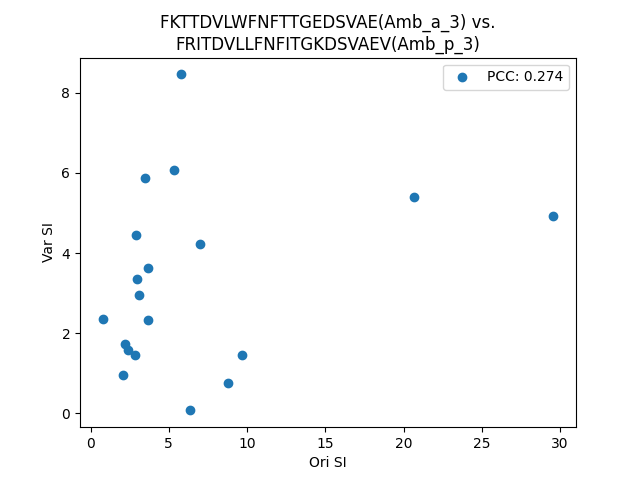 FKTTDVLWFNFTTGEDSVAE(Amb_a_3) vs.
FRITDVLLFNFITGKDSVAEV(Amb_p_3)
PCC: 0.274
8
6
4
2
0
Var SI
0 5 10 15 20 25 30
Ori SI